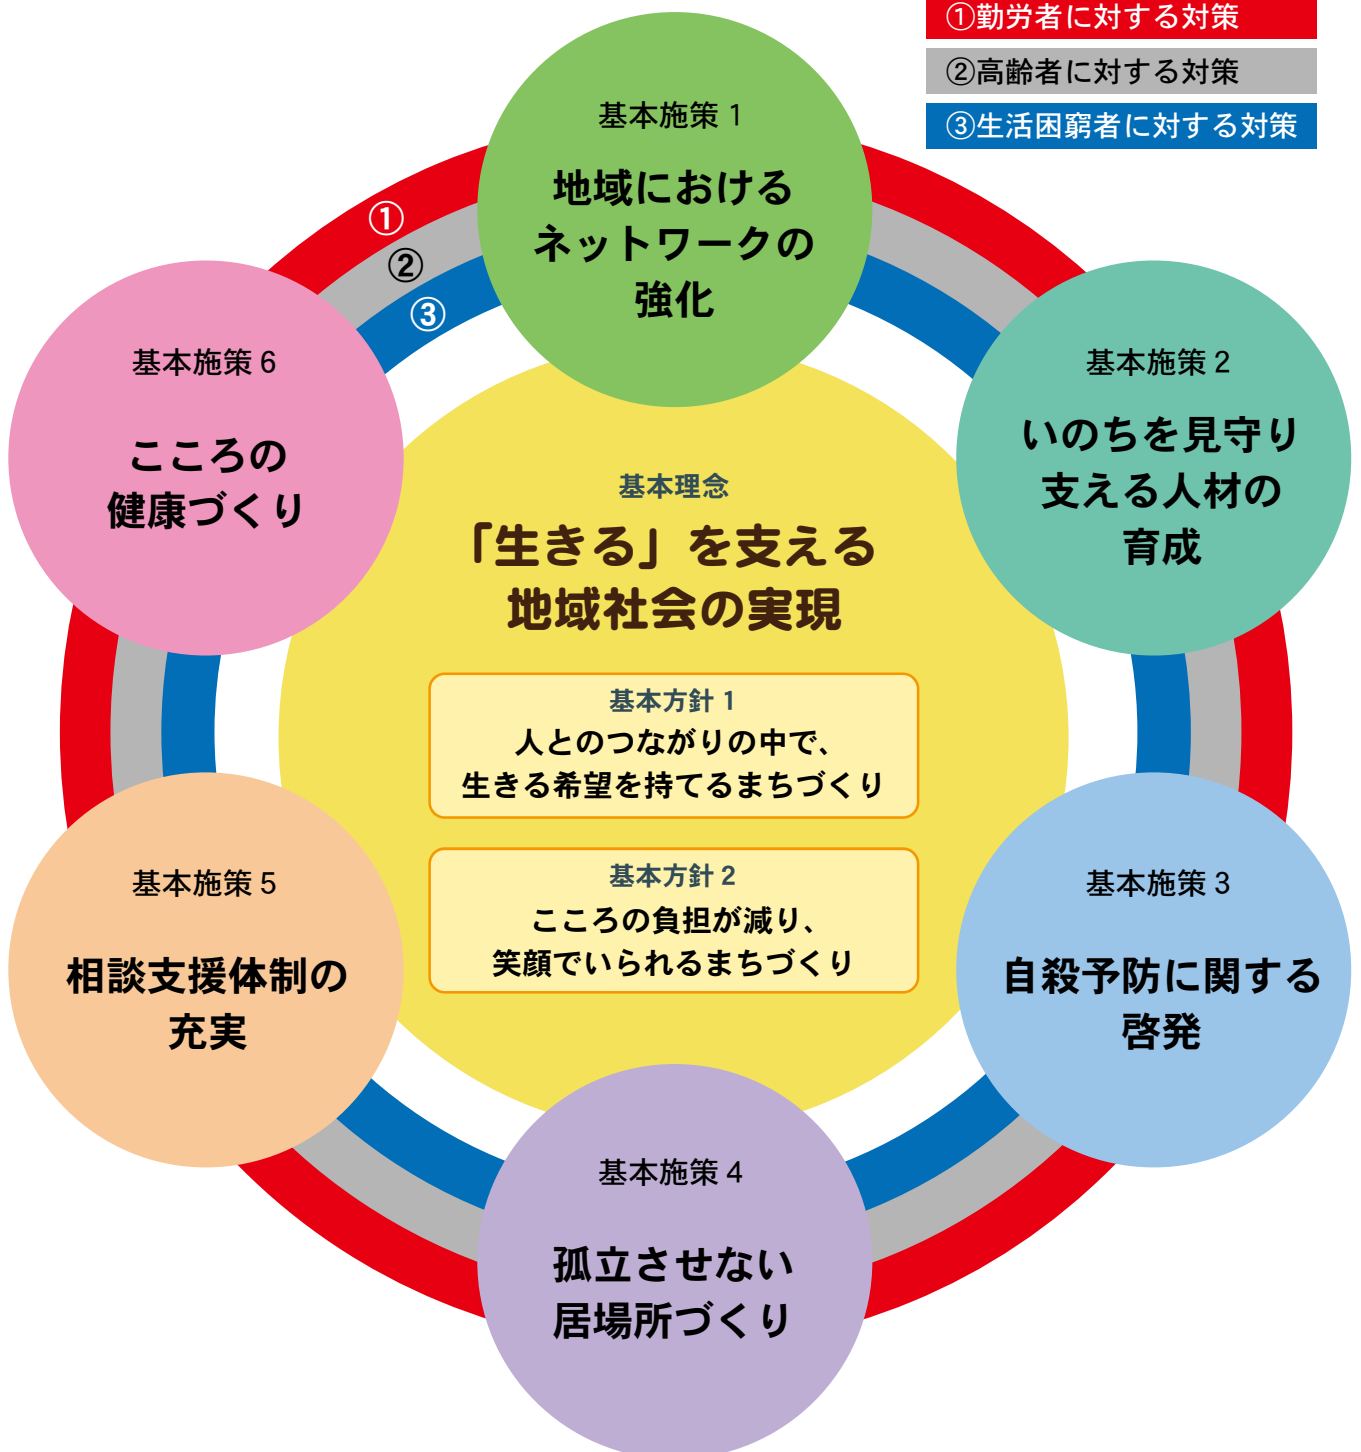 ①勤労者に対する対策
②高齢者に対する対策
③生活困窮者に対する対策
①
②
③
基本施策 1
地域における
ネットワークの
強化
基本施策 2
いのちを見守り
支える人材の
育成
基本施策 3
自殺予防に関する
啓発
基本施策 4
孤立させない
居場所づくり
基本施策 5
相談支援体制の
充実
基本施策 6
こころの
健康づくり
基本理念
「生きる」を支える
地域社会の実現
基本方針 1
人とのつながりの中で、
生きる希望を持てるまちづくり
基本方針 2
こころの負担が減り、
笑顔でいられるまちづくり